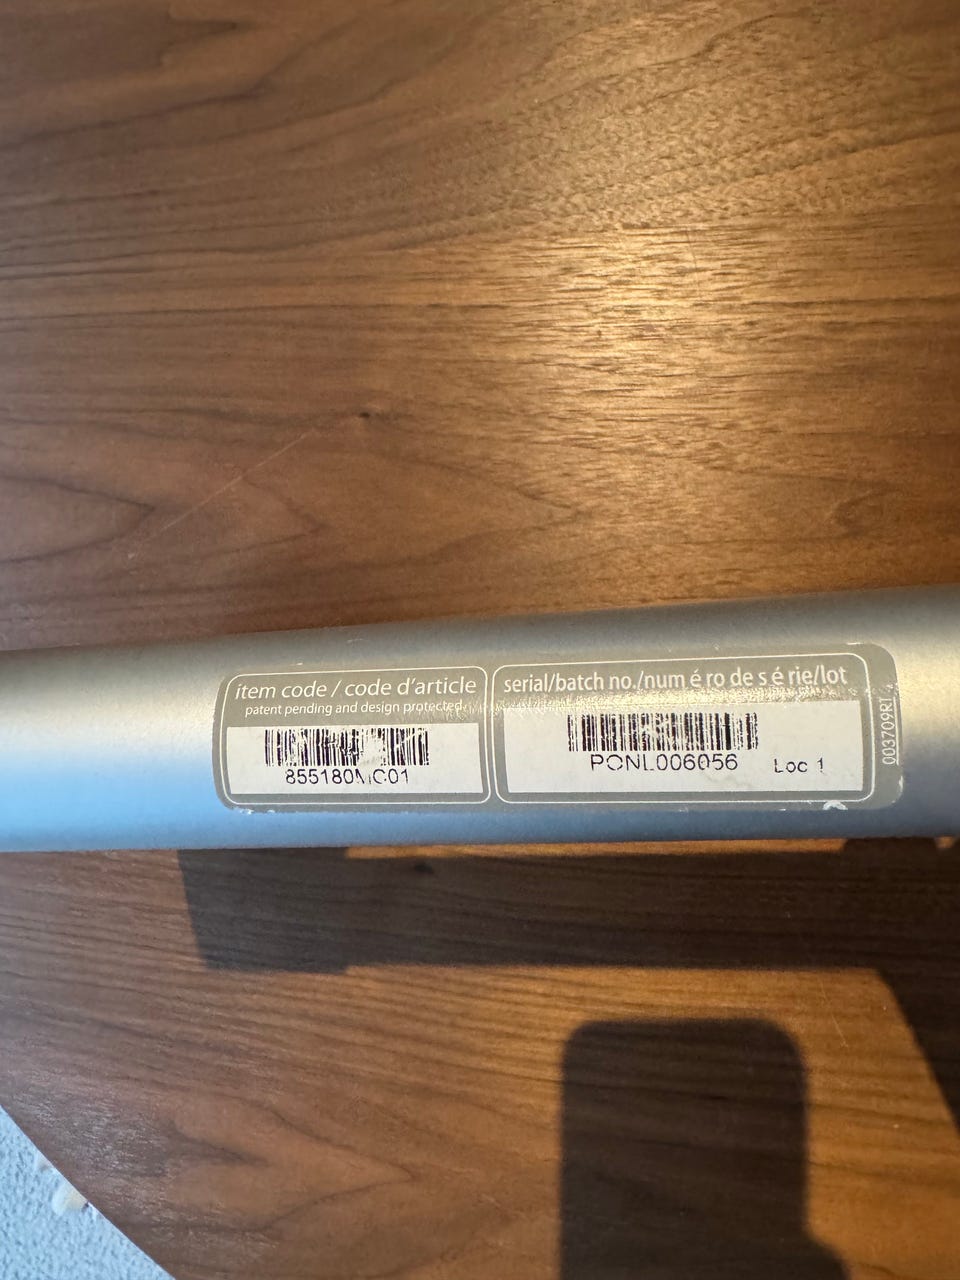 item code / code d'article
patent pending and design protected
855180MC01
serial/batch no./num é ro de s é rie/lot
PONL006056 Loc 1
003709R1